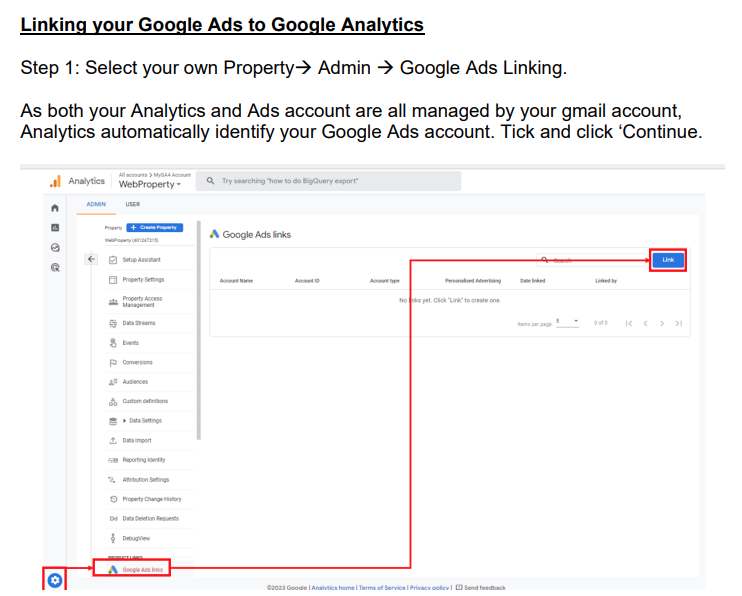 Linking your Google Ads to Google Analytics
Step 1: Select your own Property→ Admin → Google Ads Linking.
As both your Analytics and Ads account are all managed by your gmail account,
Analytics automatically identify your Google Ads account. Tick and click ‘Continue.
Analytics
All accounts > MyGA4 Account
WebProperty
Try searching "how to do BigQuery export"
ADMIN USER
Property + Create Property
WebProperty (401247215)
Setup Assistant
Property Settings
Property Access
Management
Data Streams
Events
Conversions
Audiences
Custom definitions
Data Settings
Data Import
Reporting Identity
Attribution Settings
Property Change History
Dd Data Deletion Requests
DebugView
PRODUCT LINKS
Google Ads links
Google Ads links
Search
Link
Account Name Account ID Account type Personalised Advertising Date linked Linked by
No links yet. Click "Link" to create one.
Items per page: 5 0 of 0
©2023 Google | Analytics home | Terms of Service | Privacy policy | Send feedback